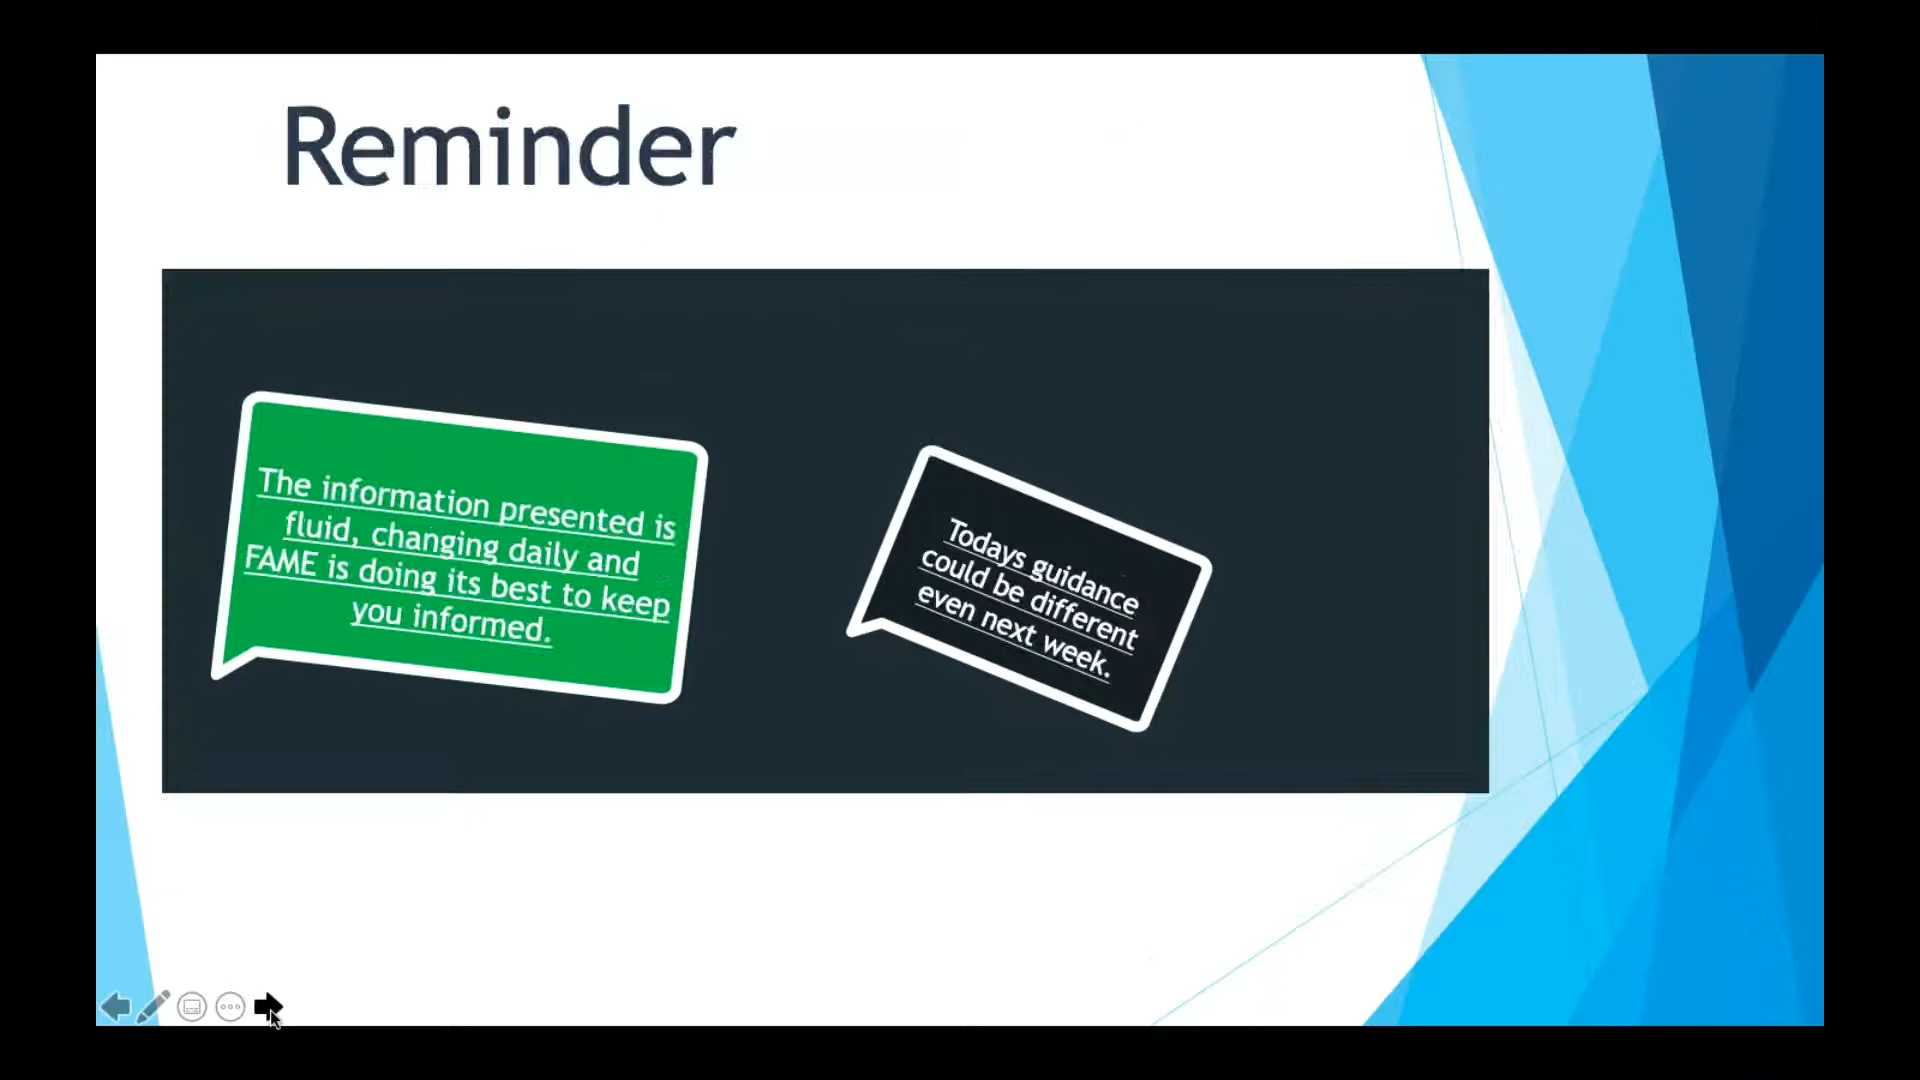 Reminder
The information presented is
fluid, changing daily and
FAME is doing its best to keep
you informed.
Todays guidance
could be different
even next week.